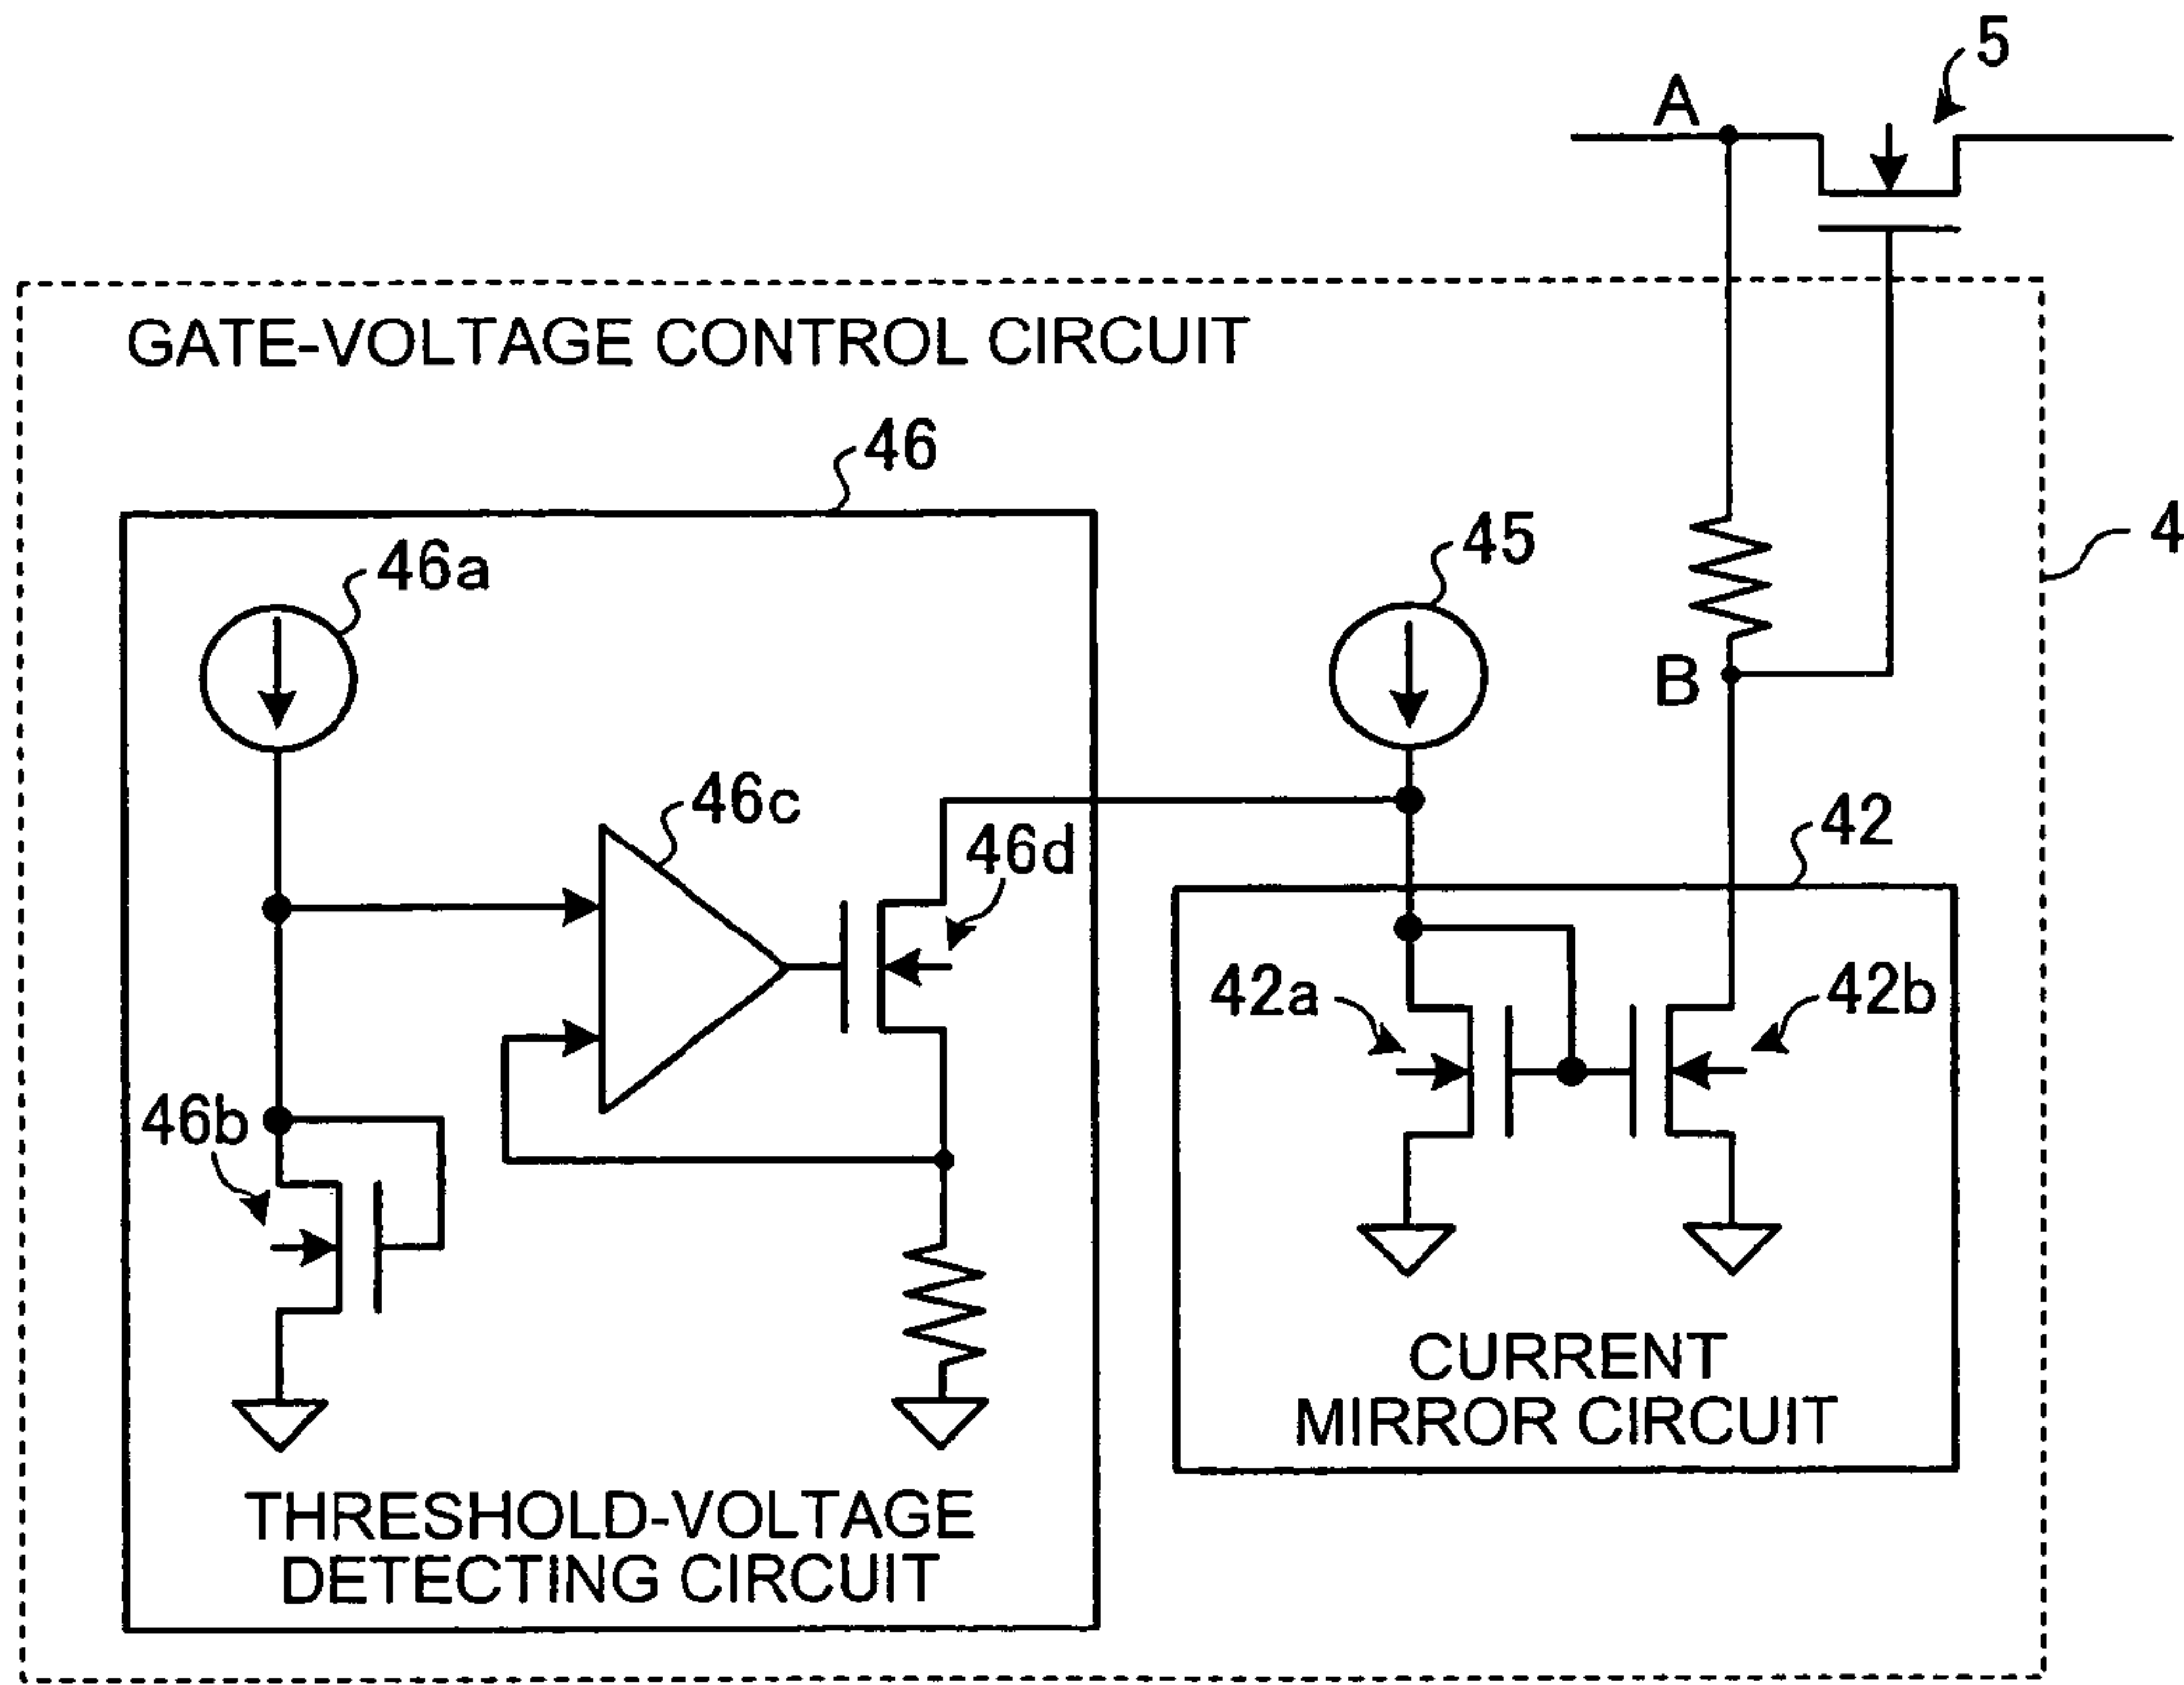 5
A
GATE-VOLTAGE CONTROL CIRCUIT
46
45
4
46a
B
46c
42
46d
42a
42b
46b
CURRENT
MIRROR CIRCUIT
THRESHOLD-VOLTAGE
DETECTING CIRCUIT